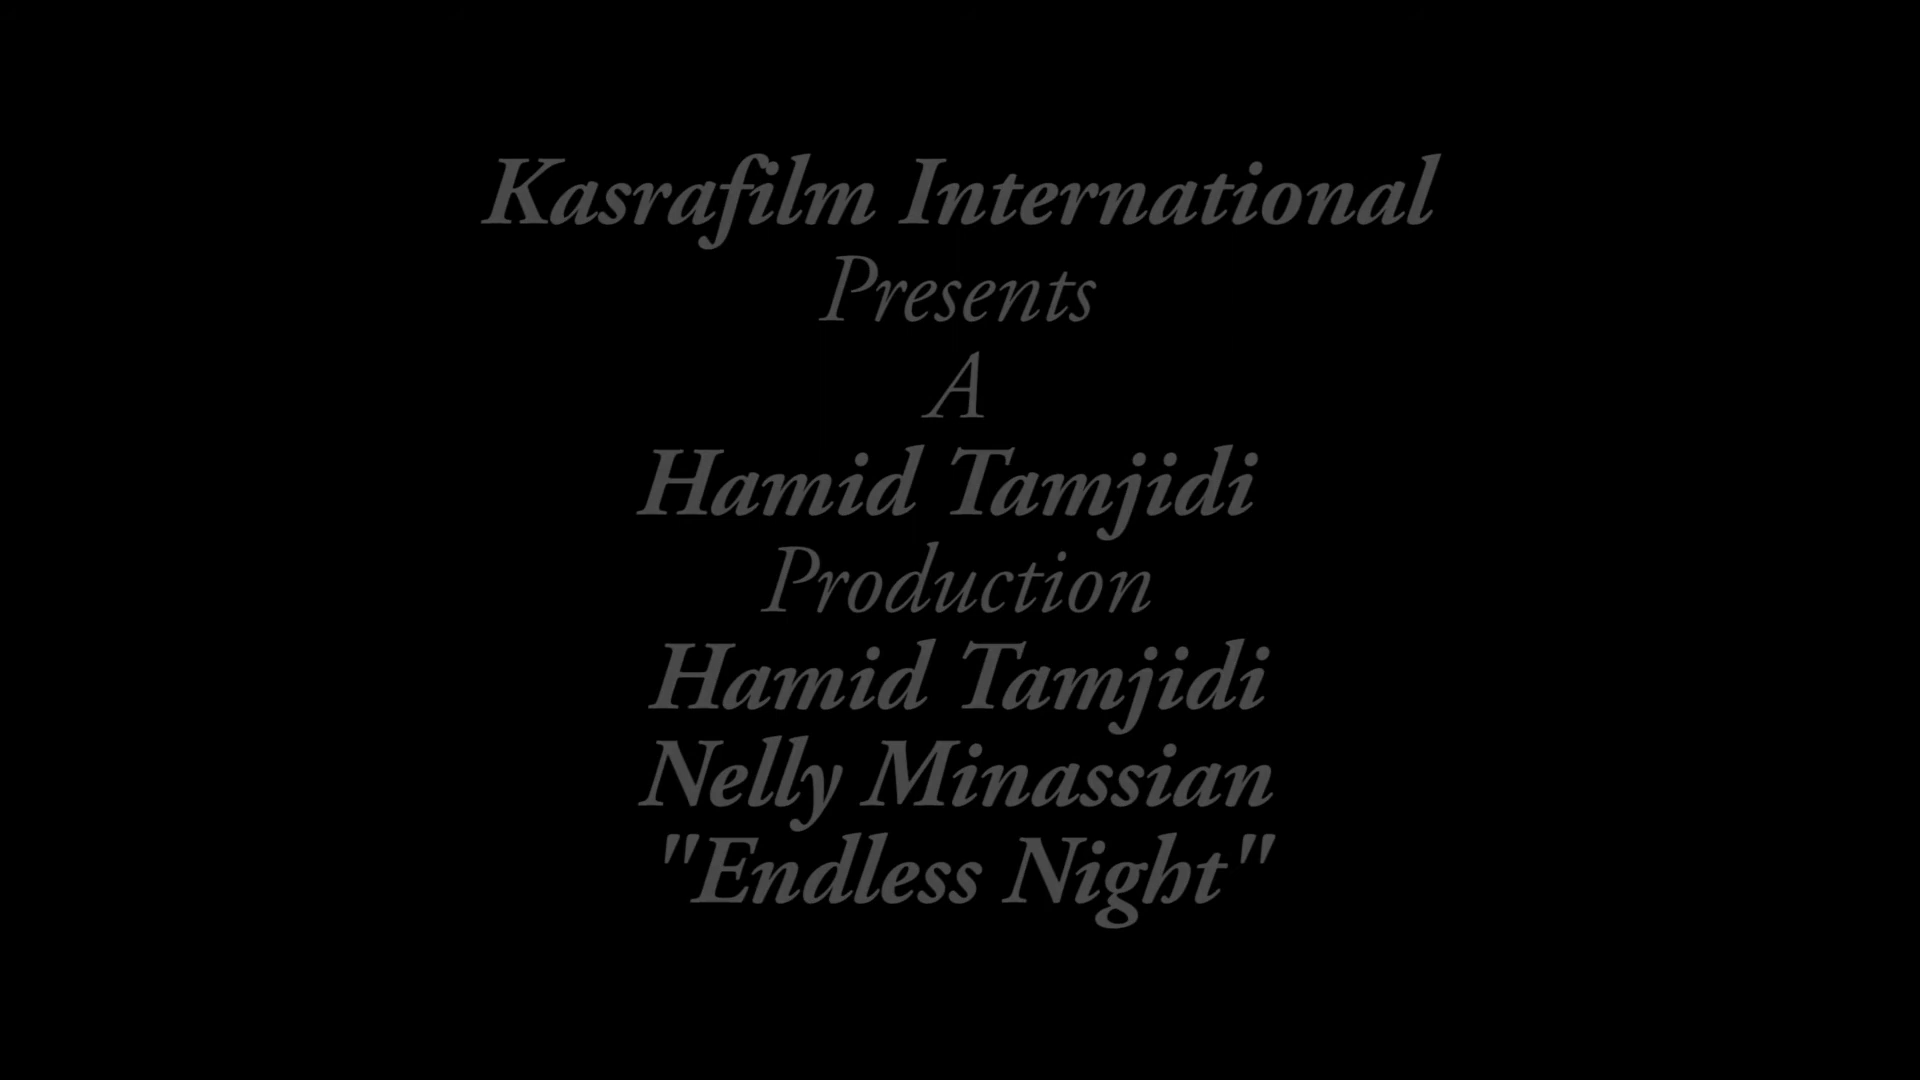 Kasrafilm International
Presents
A
Hamid Tamjidi
Production
Hamid Tamjidi
Nelly Minassian
"Endless Night"